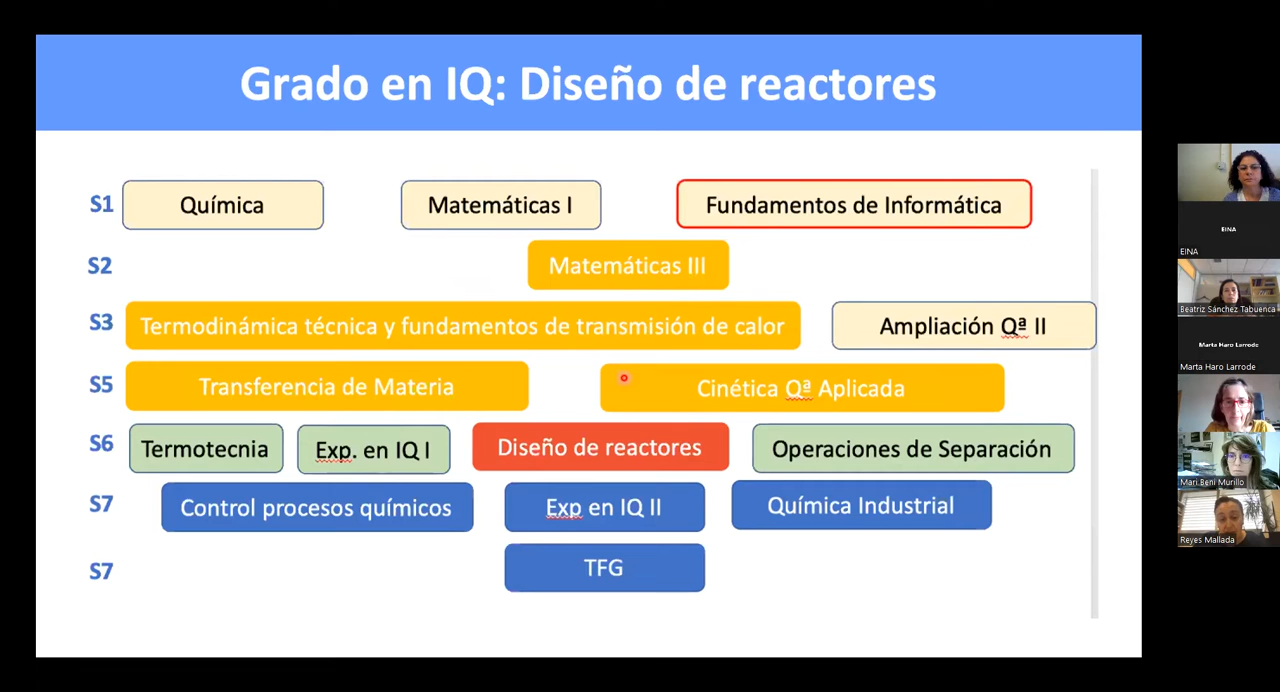 Grado en IQ: Diseño de reactores
S1 Química Matemáticas I Fundamentos de Informática
S2 Matemáticas III
S3 Termodinámica técnica y fundamentos de transmisión de calor Ampliación Qª II
S5 Transferencia de Materia Cinética Qª Aplicada
S6 Termotecnia Exp. en IQ I Diseño de reactores Operaciones de Separación
S7 Control procesos químicos Exp en IQ II Química Industrial
S7 TFG
EINA
EINA
Beatriz Sánchez Tabuenca
Marta Haro Larrode
Marta Haro Larrode
Mari.Beni Murillo
Reyes Mallada